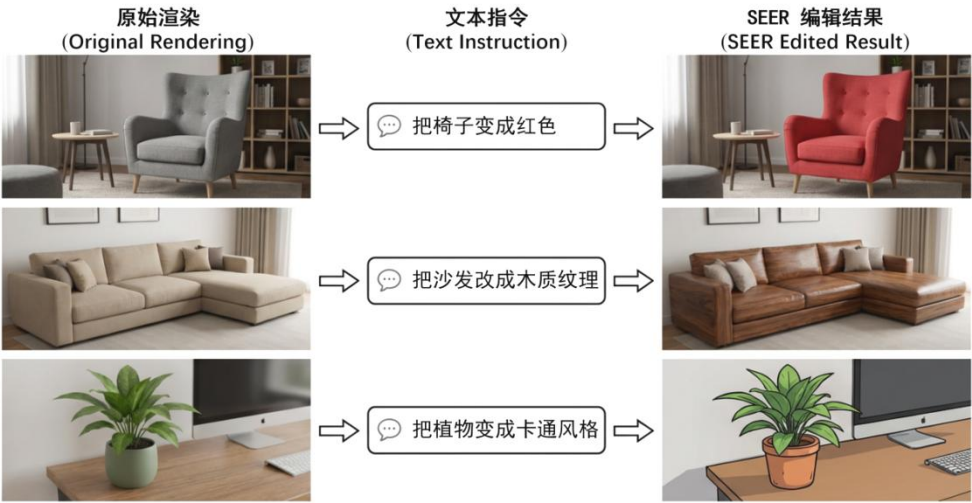 原始渲染
(Original Rendering)
文本指令
(Text Instruction)
SEER 编辑结果
(SEER Edited Result)
把椅子变成红色
把沙发改成木质纹理
把植物变成卡通风格